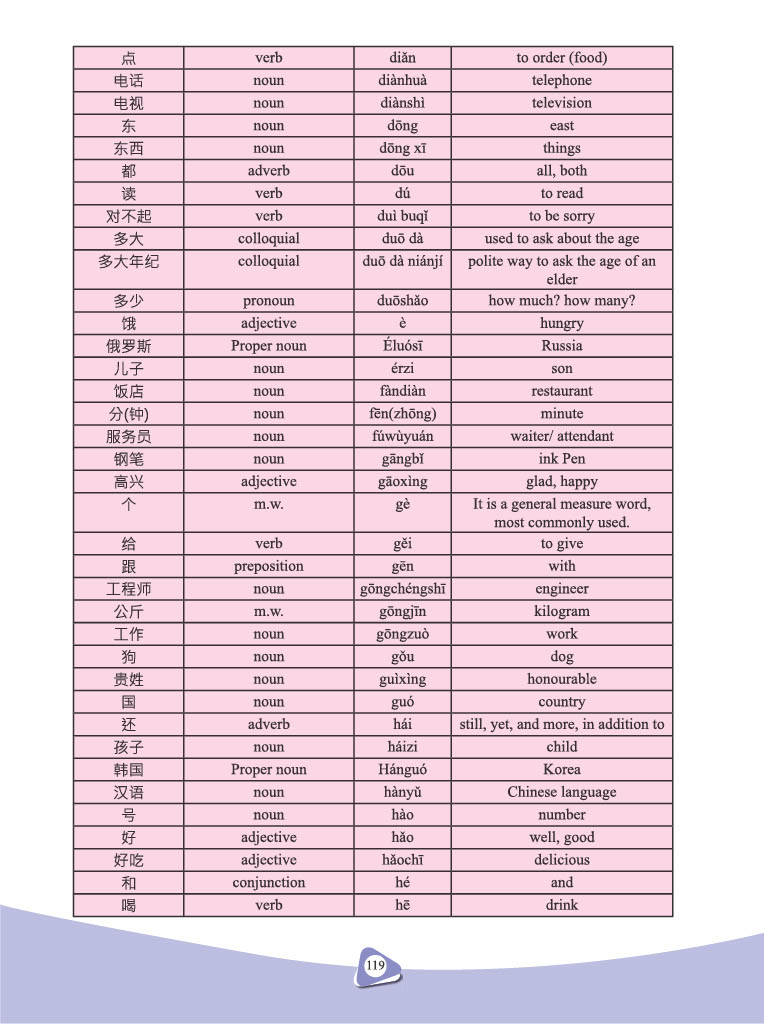 点 verb diǎn to order (food)
电话 noun diànhuà telephone
电视 noun diànshì television
东 noun dōng east
东西 noun dōng xī things
都 adverb dōu all, both
读 verb dú to read
对不起 verb duì buqǐ to be sorry
多大 colloquial duō dà used to ask about the age
多大年纪 colloquial duō dà niánjí polite way to ask the age of an
elder
多少 pronoun duōshǎo how much? how many?
饿 adjective è hungry
俄罗斯 Proper noun Éluósī Russia
儿子 noun érzi son
饭店 noun fàndiàn restaurant
分(钟) noun fēn(zhōng) minute
服务员 noun fúwùyuán waiter/ attendant
钢笔 noun gāngbǐ ink Pen
高兴 adjective gāoxìng glad, happy
个 m.w. gè It is a general measure word,
most commonly used.
给 verb gěi to give
跟 preposition gēn with
工程师 noun gōngchéngshī engineer
公斤 m.w. gōngjīn kilogram
工作 noun gōngzuò work
狗 noun gǒu dog
贵姓 noun guìxìng honourable
国 noun guó country
还 adverb hái still, yet, and more, in addition to
孩子 noun háizi child
韩国 Proper noun Hánguó Korea
汉语 noun hànyǔ Chinese language
号 noun hào number
好 adjective hǎo well, good
好吃 adjective hǎochī delicious
和 conjunction hé and
喝 verb hē drink
119